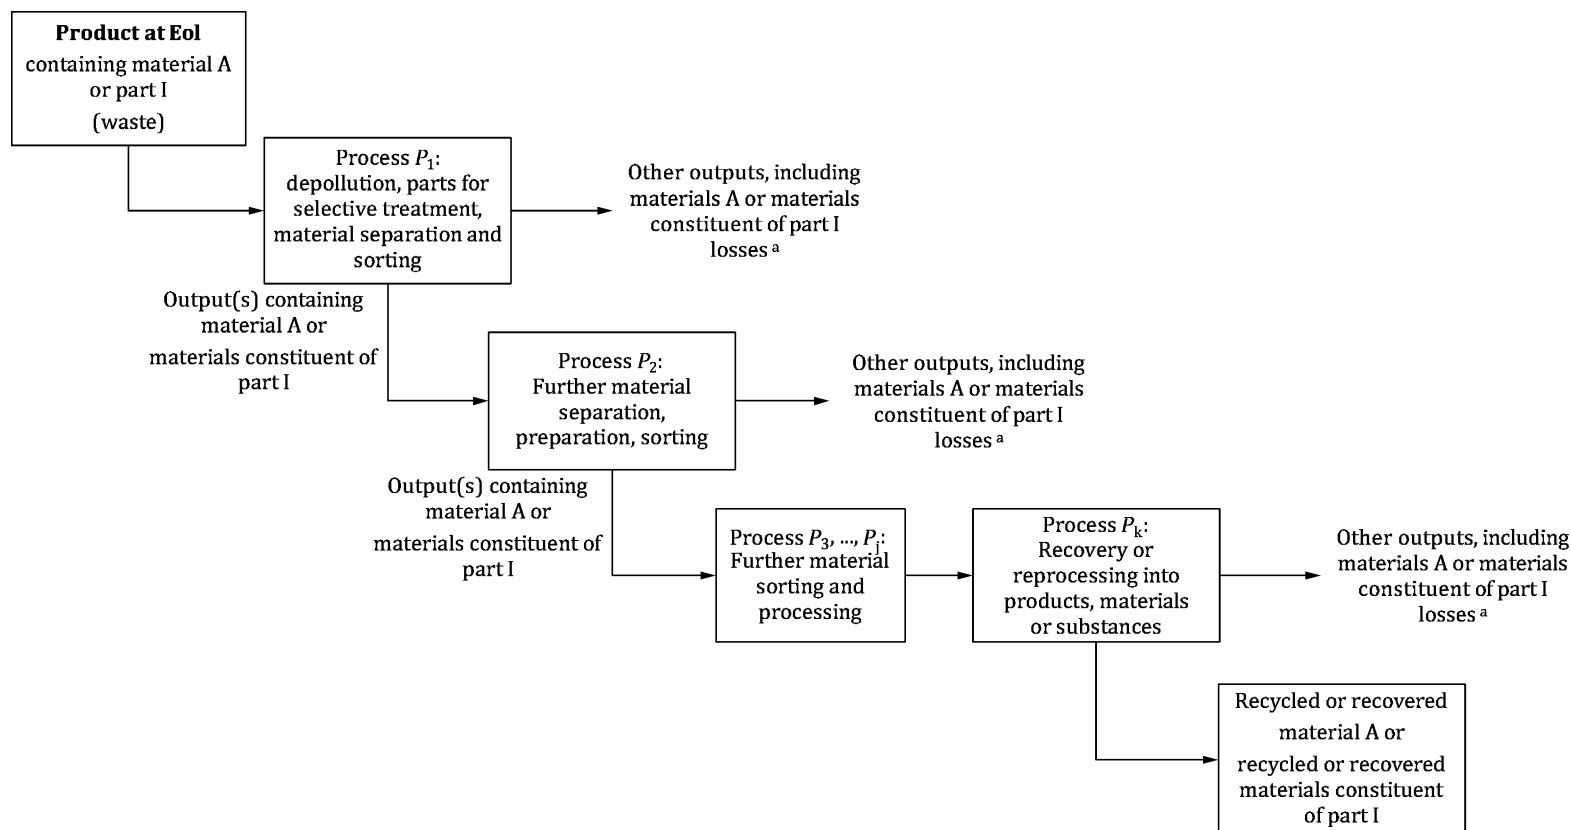 Product at Eol
containing material A
or part I
(waste)
Process P1:
depollution, parts for
selective treatment,
material separation and
sorting
Other outputs, including
materials A or materials
constituent of part I
losses a
Output(s) containing
material A or
materials constituent of
part I
Process P2:
Further material
separation,
preparation, sorting
Other outputs, including
materials A or materials
constituent of part I
losses a
Output(s) containing
material A or
materials constituent of
part I
Process P3, ..., Pj:
Further material
sorting and
processing
Process Pk:
Recovery or
reprocessing into
products, materials
or substances
Other outputs, including
materials A or materials
constituent of part I
losses a
Recycled or recovered
material A or
recycled or recovered
materials constituent
of part I